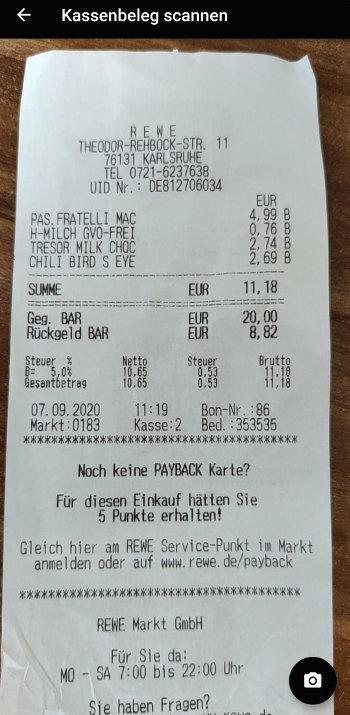 Kassenbeleg scannen
R E W E
THEODOR-REHBOCK-STR. 11
76131 KARLSRUHE
TEL 0721-6237638
UID Nr.: DE812706034
EUR
PAS.FRATELLI MAC 4,99 B
H-MILCH GVO-FREI 0,76 B
TRESOR MILK CHOC 2,74 B
CHILI BIRD S EYE 2,69 B
SUMME EUR 11,18
Geg. BAR EUR 20,00
Rückgeld BAR EUR 8,82
Steuer % Netto Steuer Brutto
B= 5,0% 10,65 0,53 11,18
Gesamtbetrag 10,65 0,53 11,18
07.09.2020 11:19 Bon-Nr.:86
Markt:0183 Kasse:2 Bed.:353535
****************************************
Noch keine PAYBACK Karte?
Für diesen Einkauf hätten Sie
5 Punkte erhalten!
Gleich hier am REWE Service-Punkt im Markt
anmelden oder auf www.rewe.de/payback
****************************************
REWE Markt GmbH
Für Sie da:
MO - SA 7:00 bis 22:00 Uhr
Sie haben Fragen?